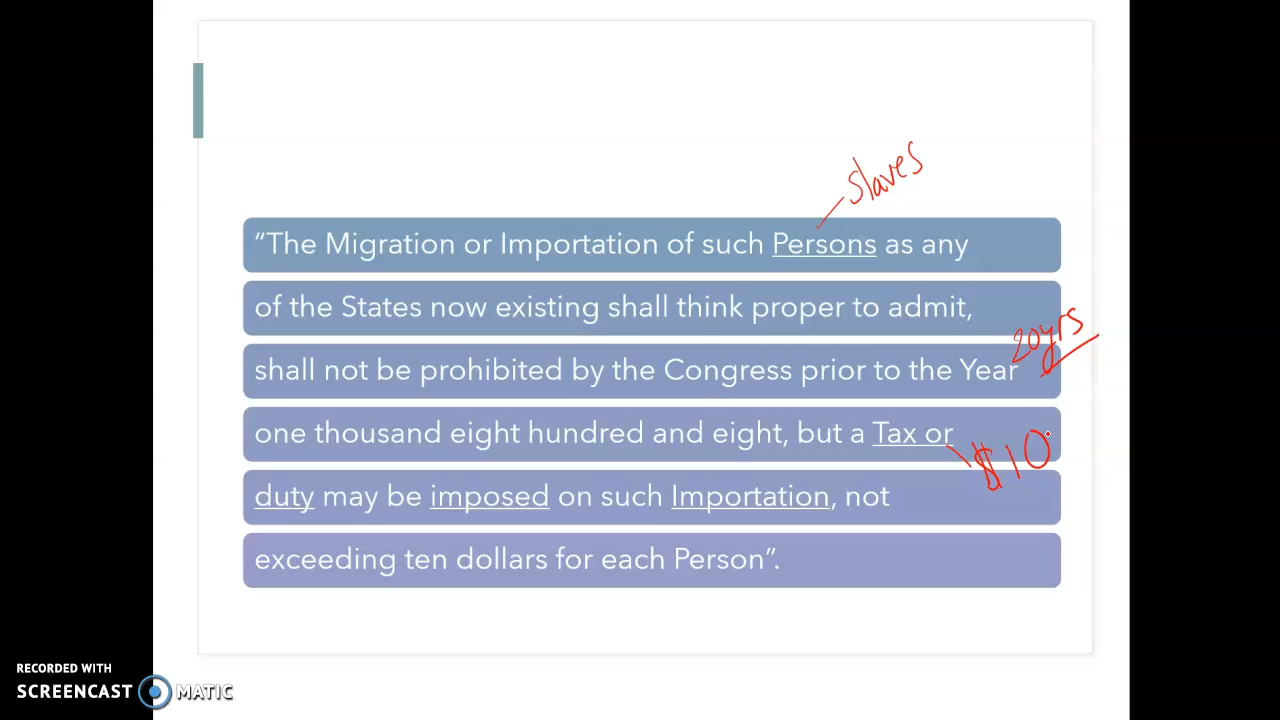 slaves
“The Migration or Importation of such Persons as any
of the States now existing shall think proper to admit,
20yrs
shall not be prohibited by the Congress prior to the Year
one thousand eight hundred and eight, but a Tax or
$10
duty may be imposed on such Importation, not
exceeding ten dollars for each Person”.
RECORDED WITH
SCREENCAST MATIC